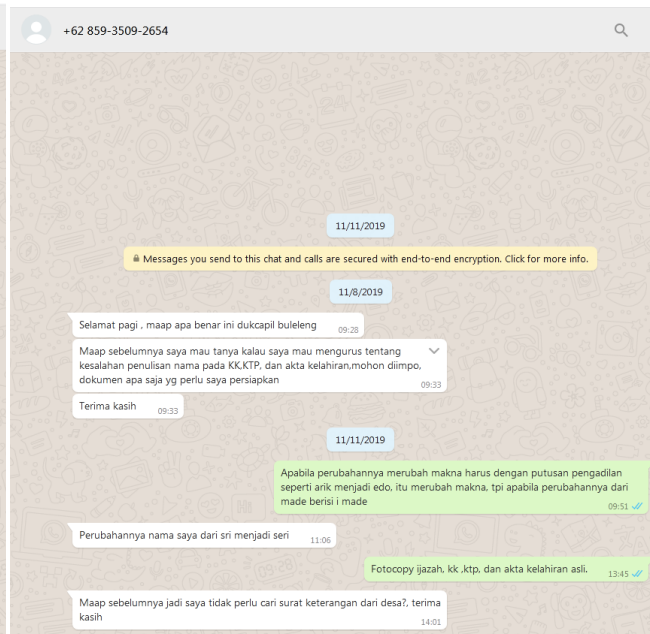 +62 859-3509-2654
11/11/2019
Messages you send to this chat and calls are secured with end-to-end encryption. Click for more info.
11/8/2019
Selamat pagi , maap apa benar ini dukcapil buleleng
09:28
Maap sebelumnya saya mau tanya kalau saya mau mengurus tentang
kesalahan penulisan nama pada KK,KTP, dan akta kelahiran,mohon diimpo,
dokumen apa saja yg perlu saya persiapkan
09:33
Terima kasih
09:33
11/11/2019
Apabila perubahannya merubah makna harus dengan putusan pengadilan
seperti arik menjadi edo, itu merubah makna, tpi apabila perubahannya dari
made berisi i made
09:51
Perubahannya nama saya dari sri menjadi seri
11:06
Fotocopy ijazah, kk ,ktp, dan akta kelahiran asli.
13:45
Maap sebelumnya jadi saya tidak perlu cari surat keterangan dari desa?, terima
kasih
14:01